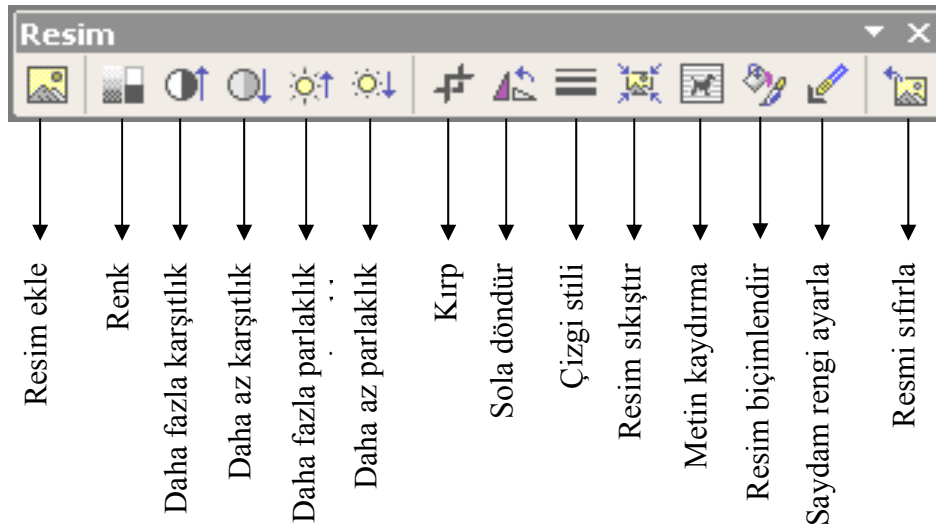 Resim
Resim ekle
Renk
Daha fazla karşıtlık
Daha az karşıtlık
Daha fazla parlaklık
Daha az parlaklık
Kırp
Sola döndür
Çizgi stili
Resim sıkıştır
Metin kaydırma
Resim biçimlendir
Saydam rengi ayarla
Resmi sıfırla